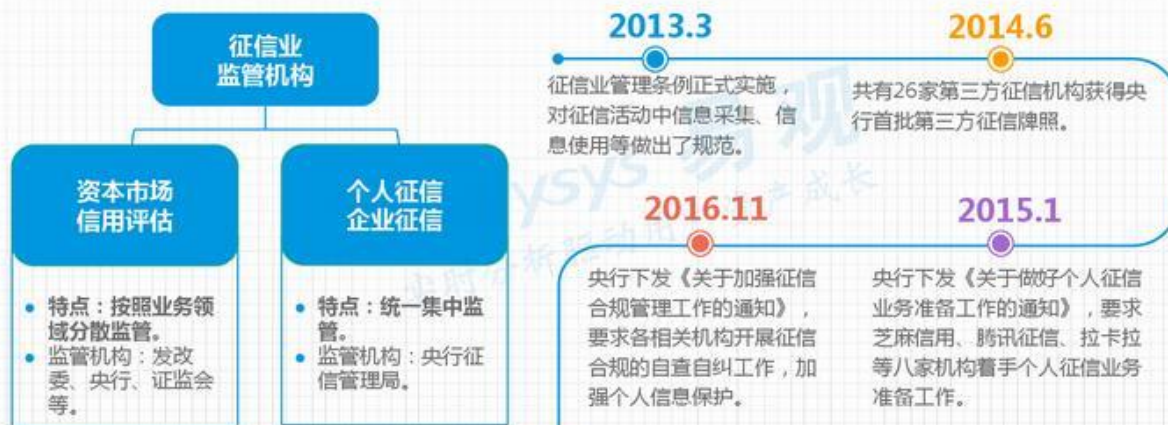 征信业
监管机构
资本市场
信用评估
特点：按照业务领
域分散监管。
监管机构：发改
委、央行、证监会
等。
个人征信
企业征信
特点：统一集中监
管。
监管机构：央行征
信管理局。
2013.3
征信业管理条例正式实施，
对征信活动中信息采集、信
息使用等做出了规范。
2014.6
共有26家第三方征信机构获得央
行首批第三方征信牌照。
2016.11
央行下发《关于加强征信
合规管理工作的通知》，
要求各相关机构开展征信
合规的自查自纠工作，加
强个人信息保护。
2015.1
央行下发《关于做好个人征信
业务准备工作的通知》，要求
芝麻信用、腾讯征信、拉卡拉
等八家机构着手个人征信业务
准备工作。
ysys 易观